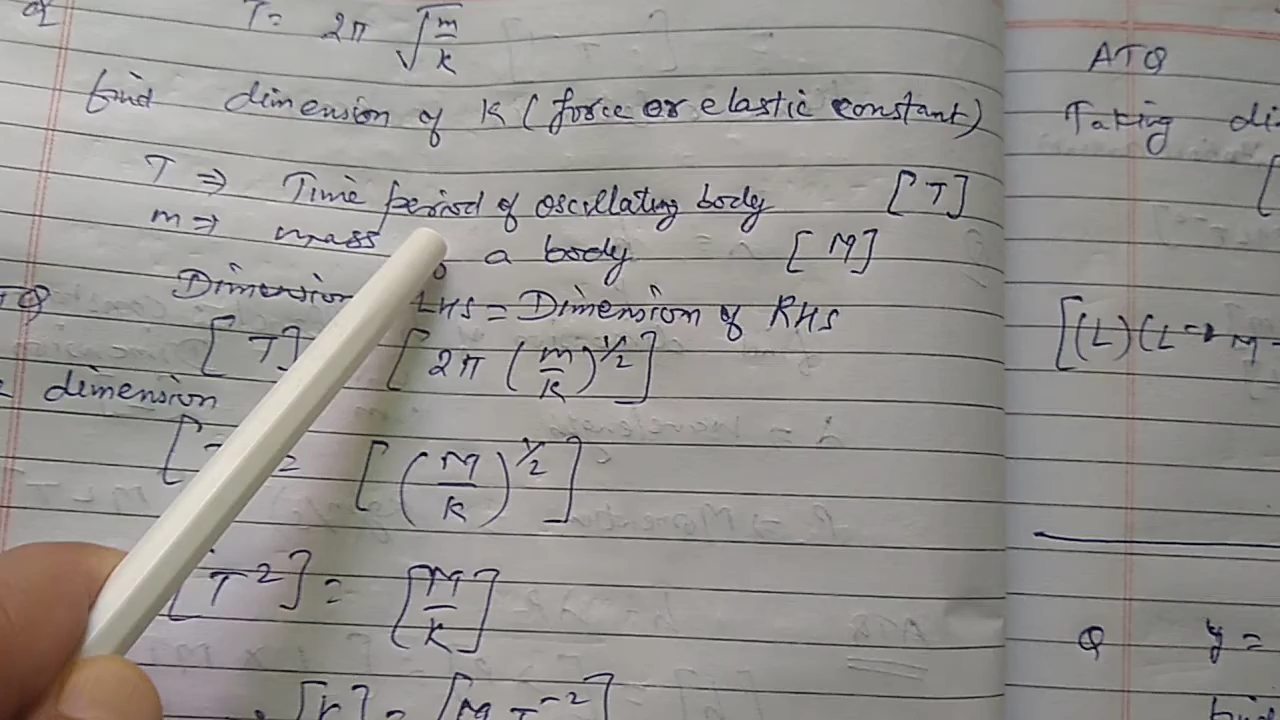 Q T = 2π √(m/k)
find dimension of K (force or elastic constant)
T ⇒ Time period of oscillating body [T]
m ⇒ mass a body [M]
Dimension LHS = Dimension of RHS
[T] [2π (m/k)^1/2]
dimension
[(M/k)^1/2]
[T²] = [M/k]
[k] = [M T⁻²]
ATQ
Taking
Q y =